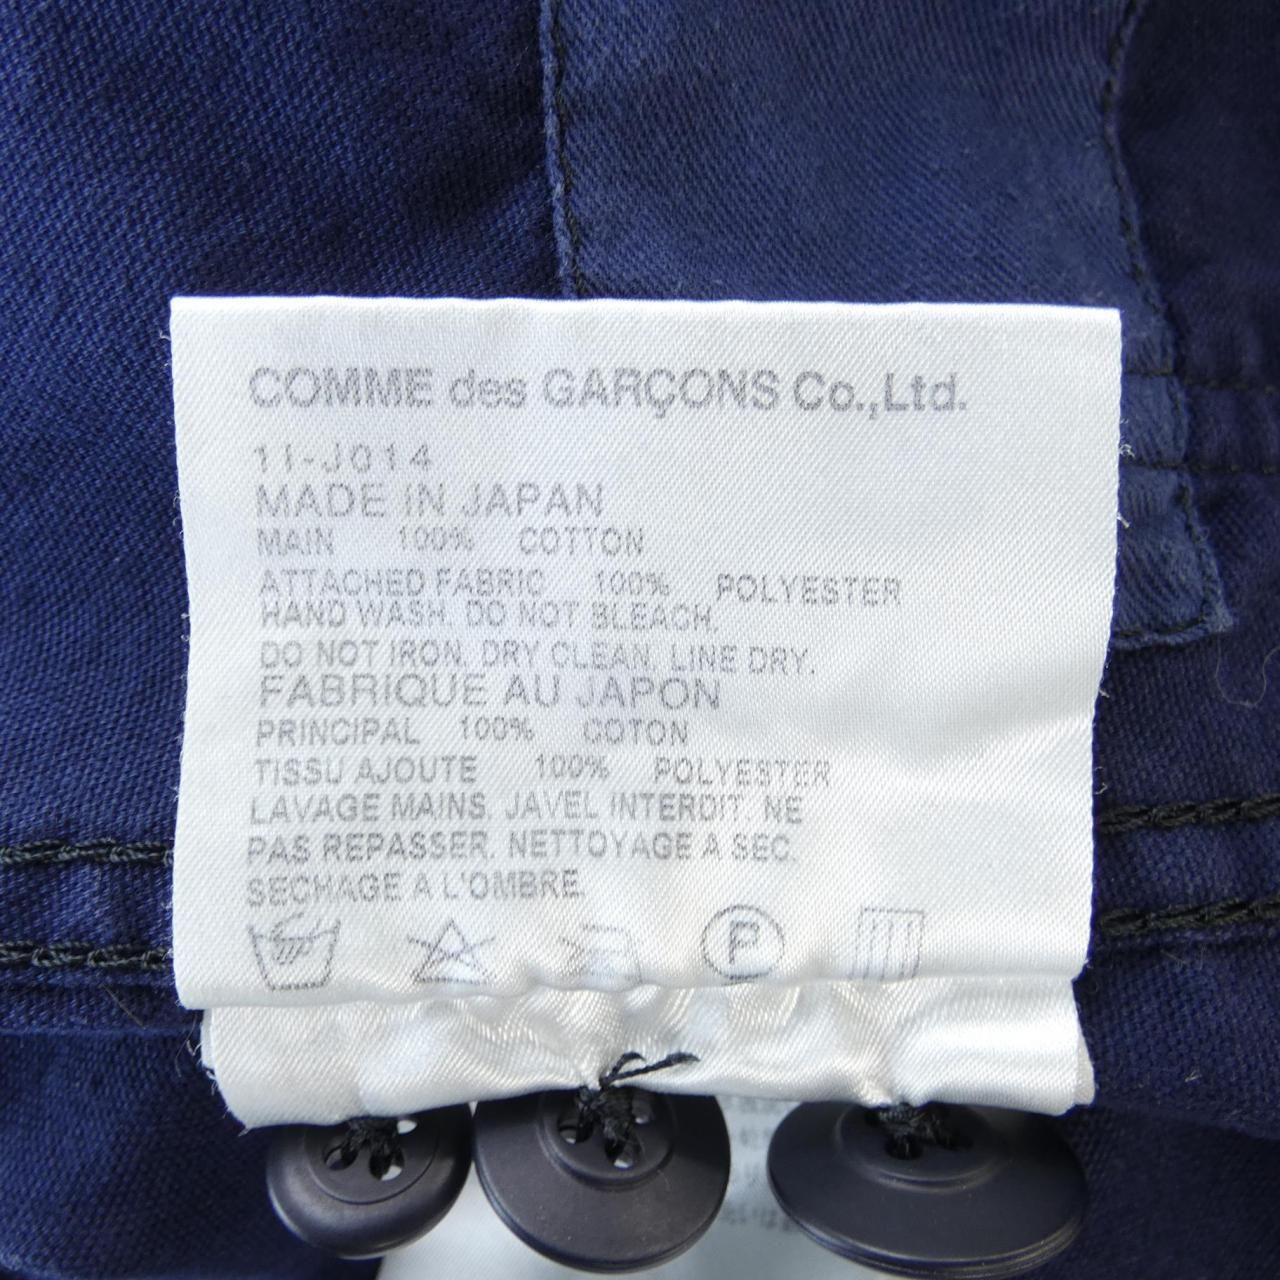 COMME des GARÇONS Co.,Ltd.
1I-J014
MADE IN JAPAN
MAIN 100% COTTON
ATTACHED FABRIC 100% POLYESTER
HAND WASH. DO NOT BLEACH.
DO NOT IRON. DRY CLEAN. LINE DRY.
FABRIQUE AU JAPON
PRINCIPAL 100% COTON
TISSU AJOUTE 100% POLYESTER
LAVAGE MAINS. JAVEL INTERDIT. NE
PAS REPASSER. NETTOYAGE A SEC.
SECHAGE A L'OMBRE.
P